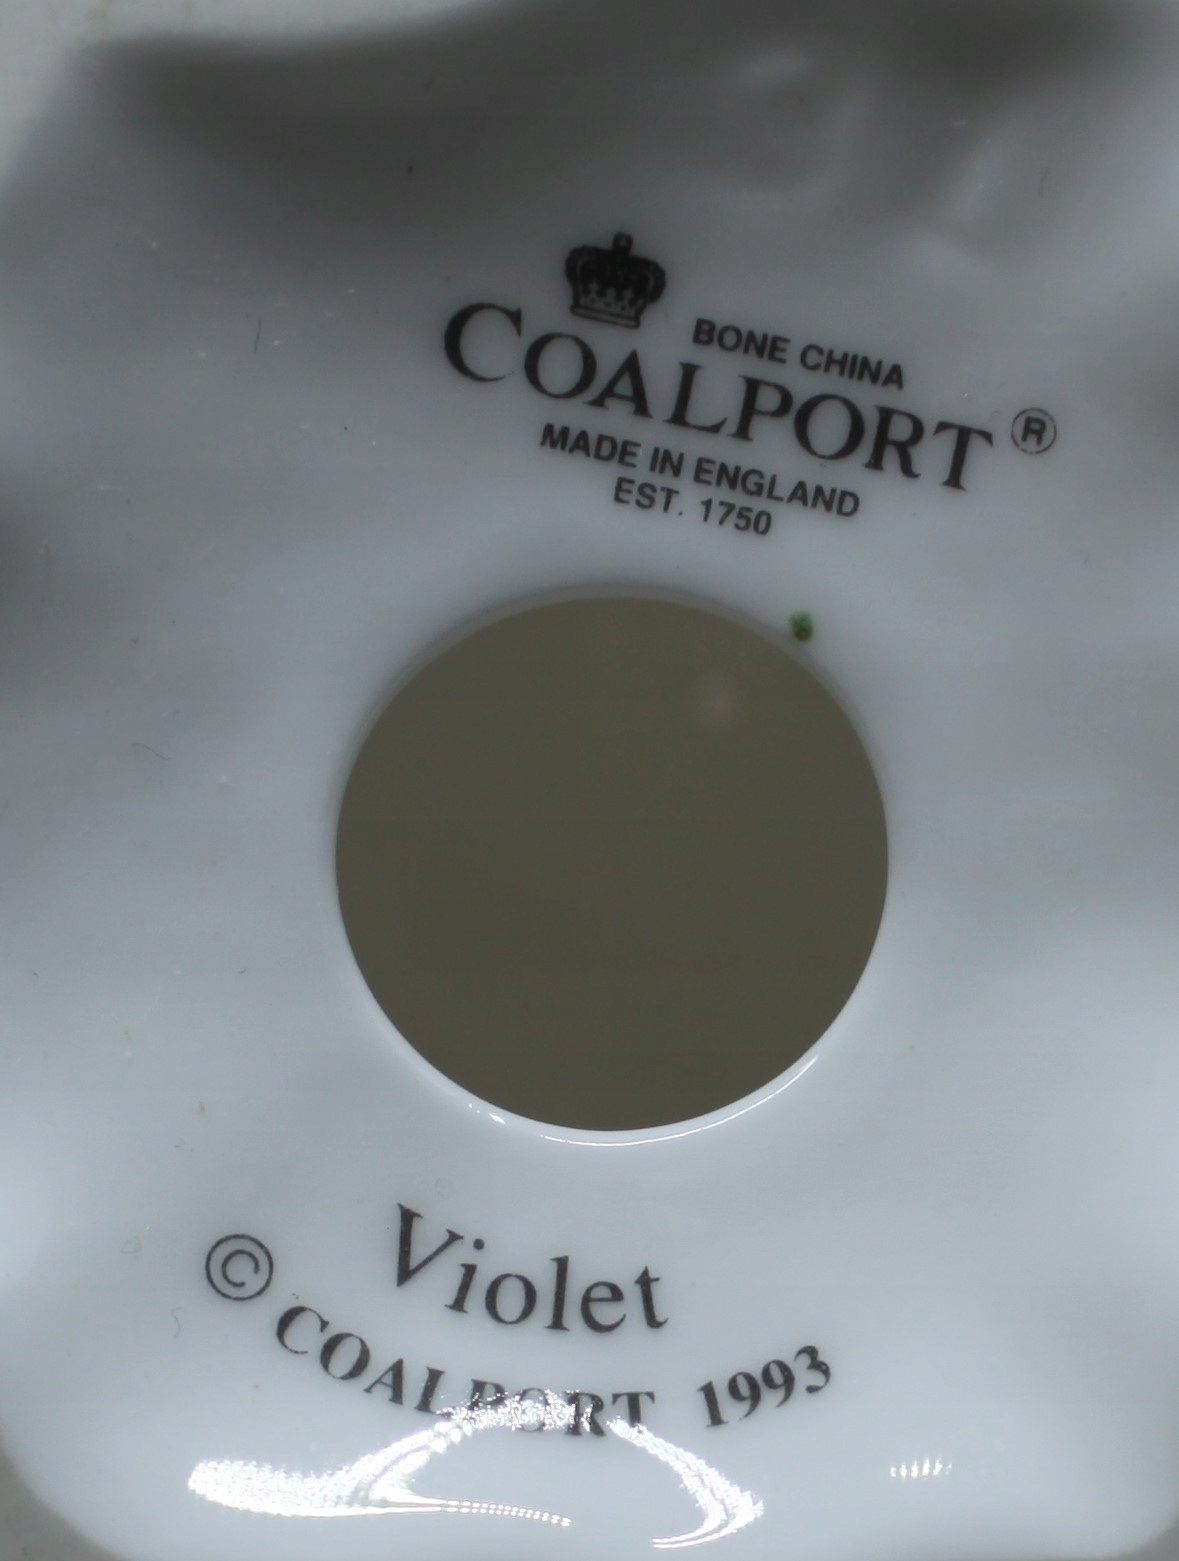 BONE CHINA
COALPORT ®
MADE IN ENGLAND
EST. 1750
Violet
© COALPORT 1993